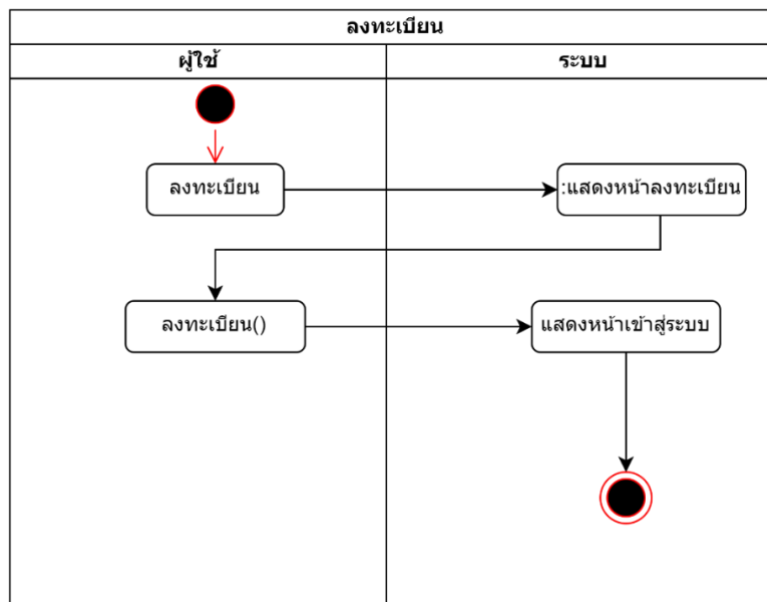 ลงทะเบียน
ผู้ใช้
ระบบ
ลงทะเบียน
:แสดงหน้าลงทะเบียน
ลงทะเบียน()
แสดงหน้าเข้าสู่ระบบ